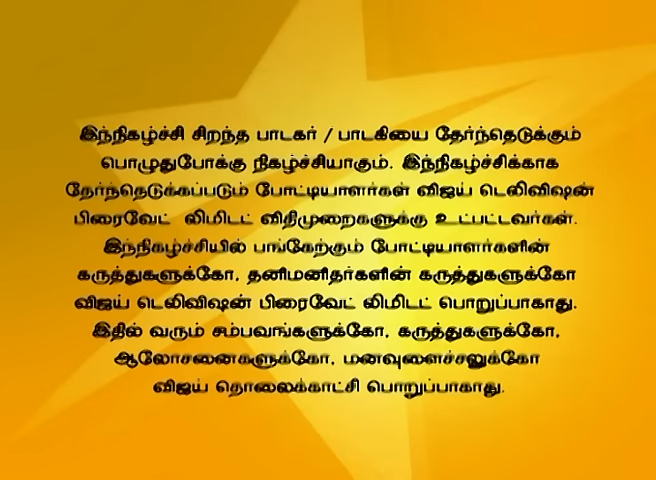 இந்நிகழ்ச்சி சிறந்த பாடகர் / பாடகியை தேர்ந்தெடுக்கும்
பொழுதுபோக்கு நிகழ்ச்சியாகும். இந்நிகழ்ச்சிக்காக
தேர்ந்தெடுக்கப்படும் போட்டியாளர்கள் விஜய் டெலிவிஷன்
பிரைவேட் லிமிடட் விதிமுறைகளுக்கு உட்பட்டவர்கள்.
இந்நிகழ்ச்சியில் பங்கேற்கும் போட்டியாளர்களின்
கருத்துகளுக்கோ, தனிமனிதர்களின் கருத்துகளுக்கோ
விஜய் டெலிவிஷன் பிரைவேட் லிமிடட் பொறுப்பாகாது.
இதில் வரும் சம்பவங்களுக்கோ, கருத்துகளுக்கோ,
ஆலோசனைகளுக்கோ, மனவுளைச்சலுக்கோ
விஜய் தொலைக்காட்சி பொறுப்பாகாது.